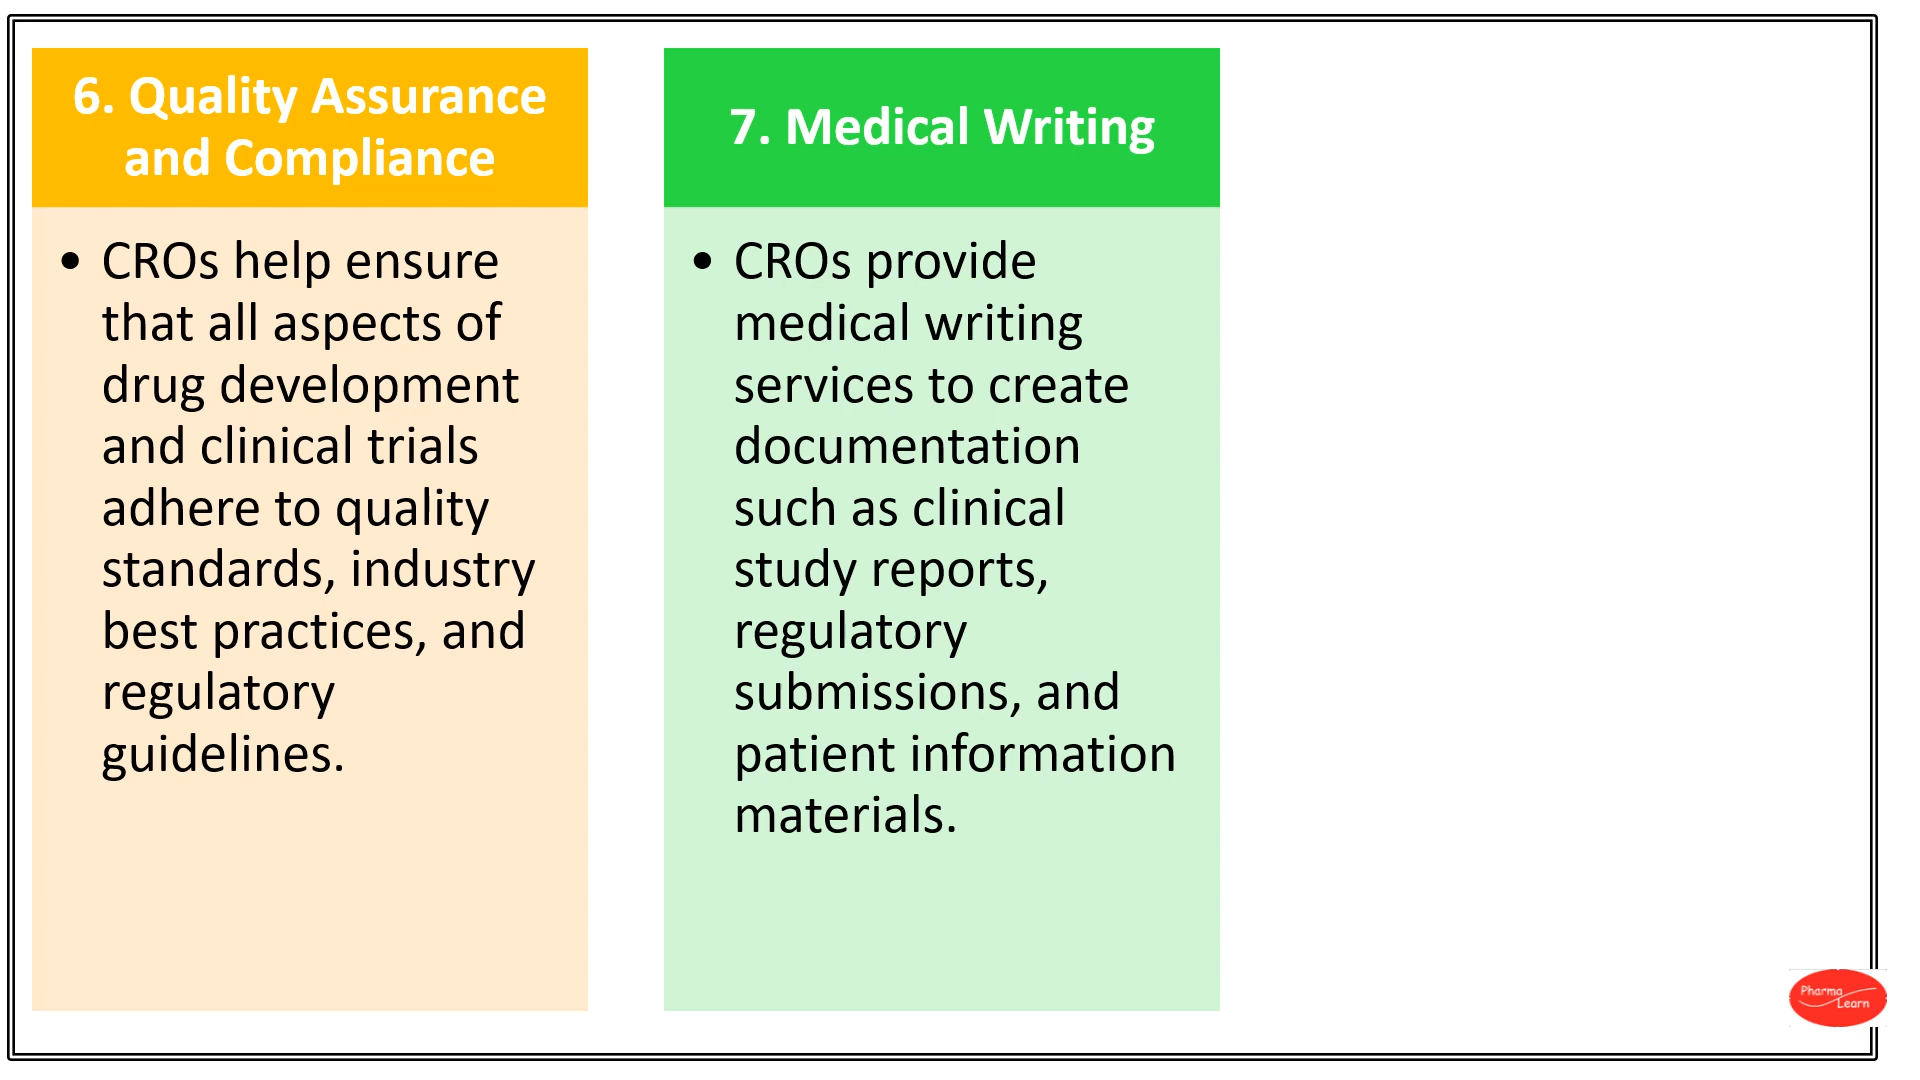 6. Quality Assurance
and Compliance
• CROs help ensure
that all aspects of
drug development
and clinical trials
adhere to quality
standards, industry
best practices, and
regulatory
guidelines.
7. Medical Writing
• CROs provide
medical writing
services to create
documentation
such as clinical
study reports,
regulatory
submissions, and
patient information
materials.
Pharma
Learn